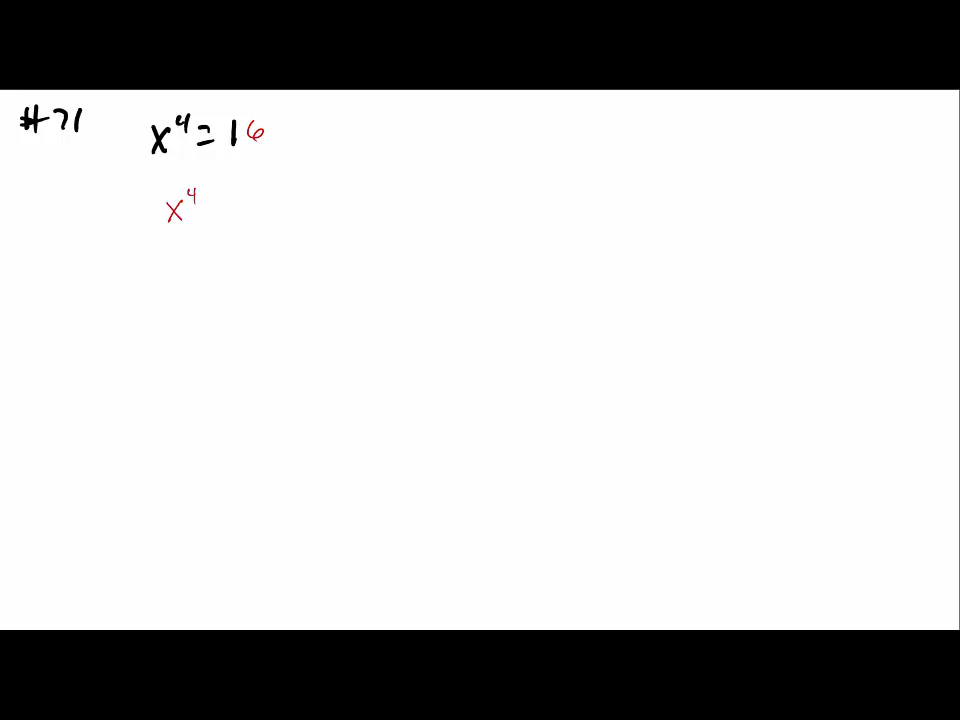 #71 x⁴ = 16
x⁴